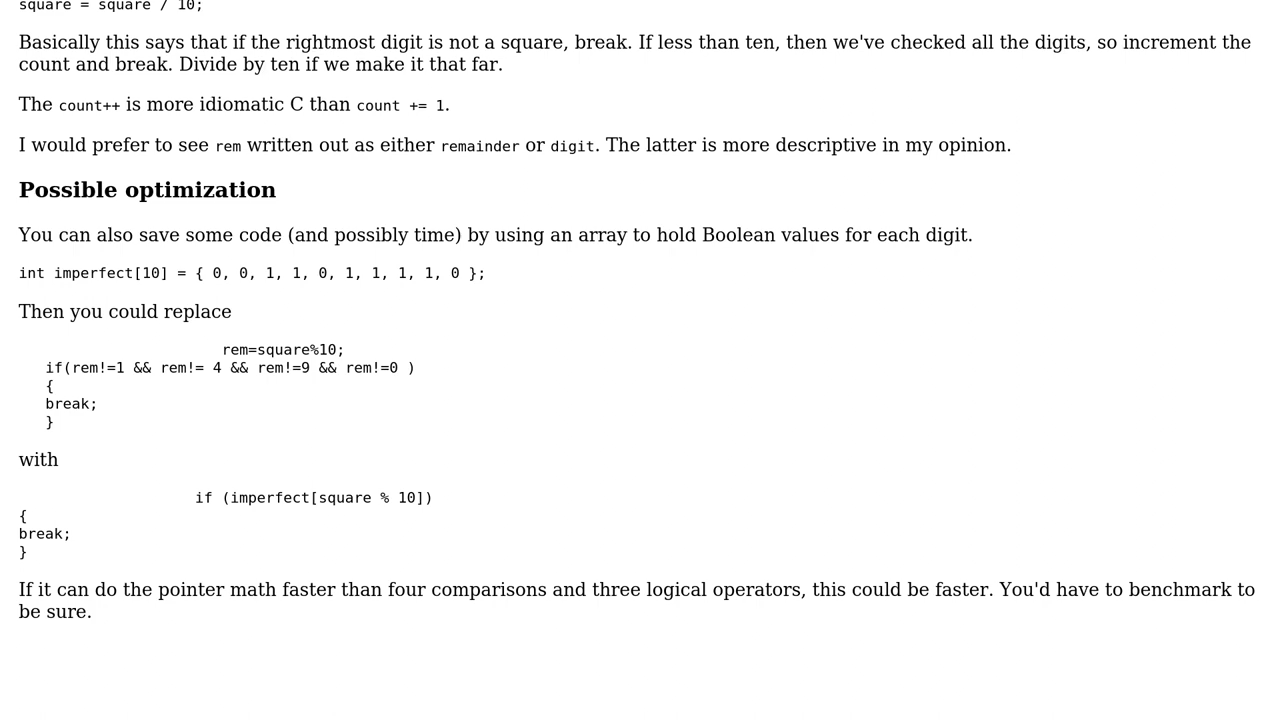 square = square / 10;
Basically this says that if the rightmost digit is not a square, break. If less than ten, then we've checked all the digits, so increment the
count and break. Divide by ten if we make it that far.
The count++ is more idiomatic C than count += 1.
I would prefer to see rem written out as either remainder or digit. The latter is more descriptive in my opinion.
Possible optimization
You can also save some code (and possibly time) by using an array to hold Boolean values for each digit.
int imperfect[10] = { 0, 0, 1, 1, 0, 1, 1, 1, 1, 0 };
Then you could replace
rem=square%10;
if(rem!=1 && rem!= 4 && rem!=9 && rem!=0 )
{
break;
}
with
if (imperfect[square % 10])
{
break;
}
If it can do the pointer math faster than four comparisons and three logical operators, this could be faster. You'd have to benchmark to
be sure.